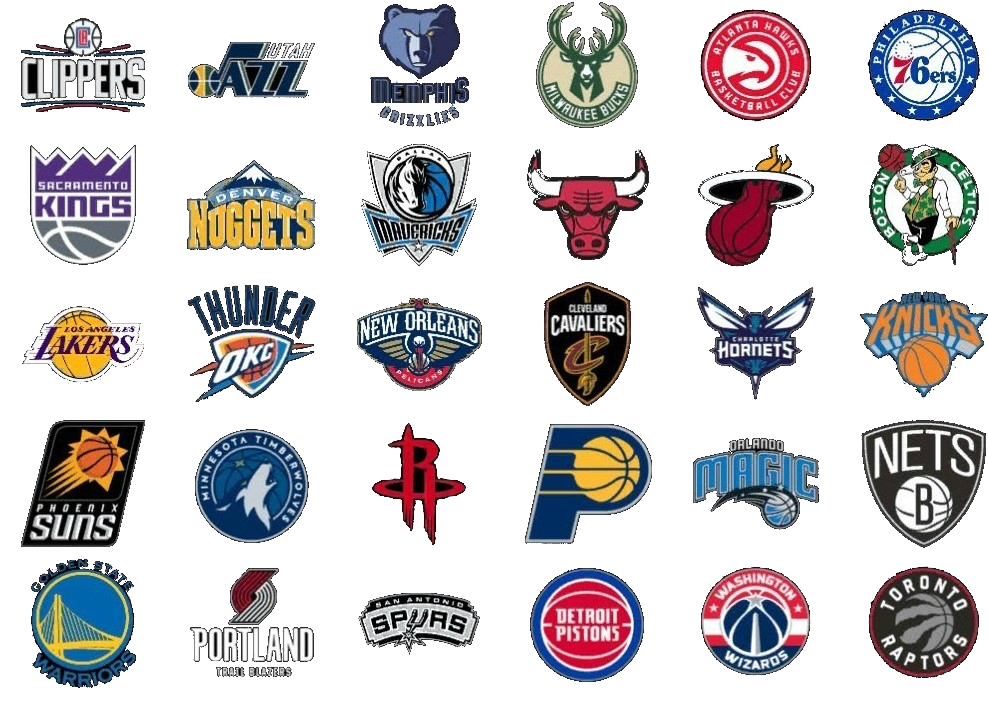 CLIPPERS
UTAH
JAZZ
MEMPHIS
GRIZZLIES
MILWAUKEE BUCKS
ATLANTA HAWKS
BASKETBALL CLUB
PHILADELPHIA
76ers
SACRAMENTO
KINGS
DENVER
NUGGETS
DALLAS
MAVERICKS
BOSTON
CELTICS
LOS ANGELES
LAKERS
THUNDER
OKC
NEW ORLEANS
PELICANS
CLEVELAND
CAVALIERS
C
CHARLOTTE
HORNETS
NEW YORK
KNICKS
PHOENIX
SUNS
MINNESOTA TIMBERWOLVES
R
P
ORLANDO
MAGIC
NETS
B
GOLDEN STATE
WARRIORS
PORTLAND
TRAIL BLAZERS
SAN ANTONIO
SPURS
DETROIT
PISTONS
WASHINGTON
WIZARDS
TORONTO
RAPTORS